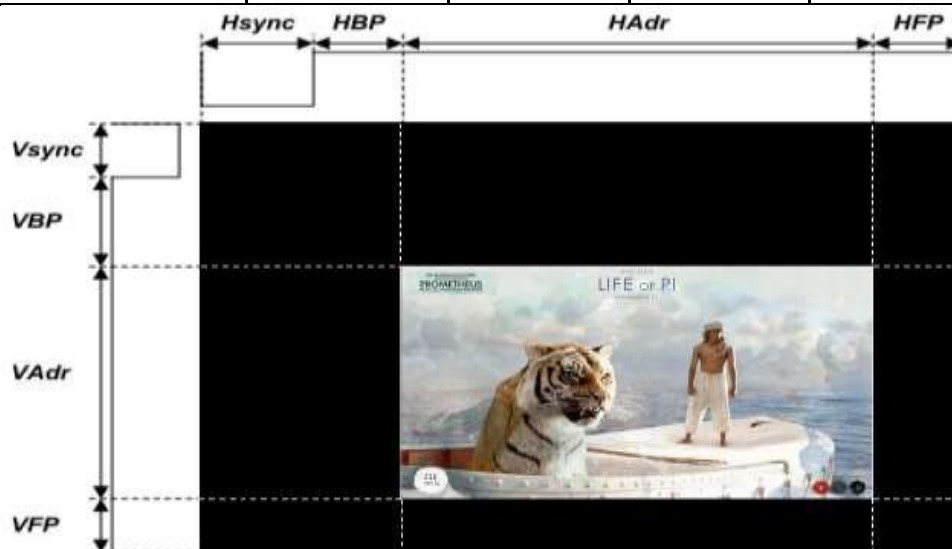 Hsync HBP HAdr HFP
Vsync
VBP
PROMETHEUS
LIFE OF PI
VAdr
VFP